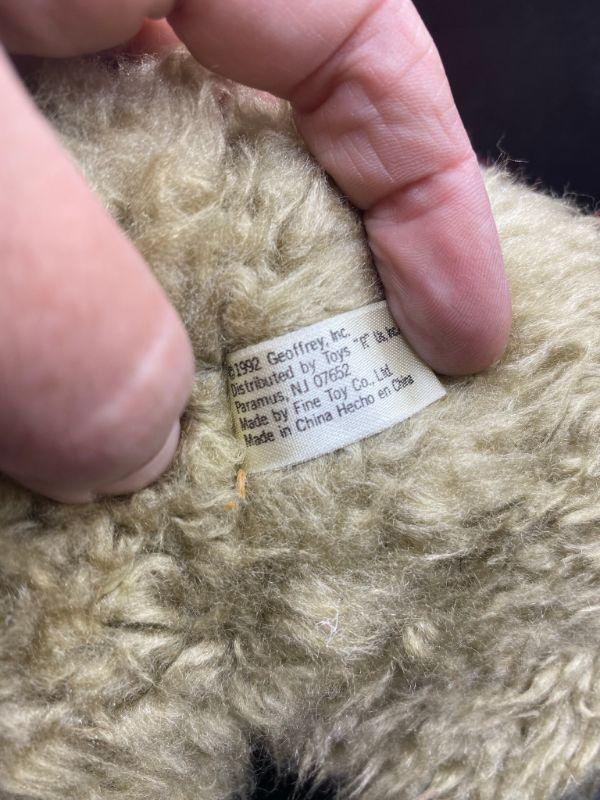 ©1992 Geoffrey, Inc.
Distributed by Toys "R" Us, Inc.
Paramus, NJ 07652
Made by Fine Toy Co., Ltd.
Made in China Hecho en China